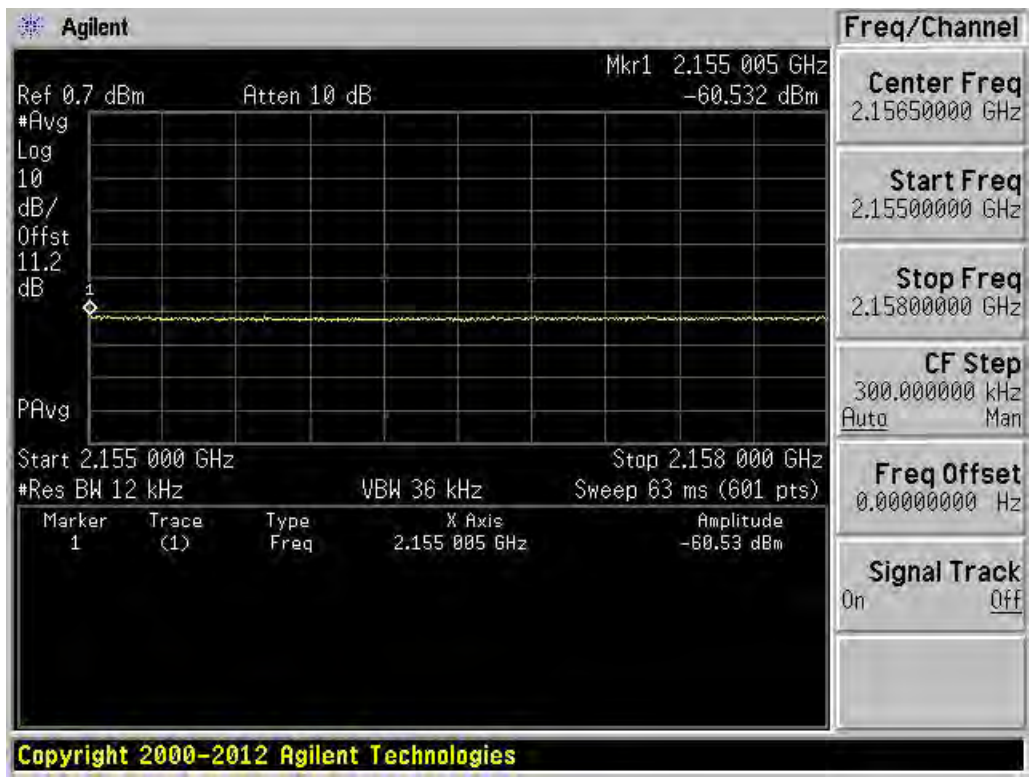 Agilent
Freq/Channel
Mkr1 2.155 005 GHz
Ref 0.7 dBm Atten 10 dB -60.532 dBm
#Avg
Log
10
dB/
Offst
11.2
dB
1
PAvg
Start 2.155 000 GHz Stop 2.158 000 GHz
#Res BW 12 kHz VBW 36 kHz Sweep 63 ms (601 pts)
Marker Trace Type X Axis Amplitude
1 (1) Freq 2.155 005 GHz -60.53 dBm
Center Freq
2.15650000 GHz
Start Freq
2.15500000 GHz
Stop Freq
2.15800000 GHz
CF Step
300.000000 kHz
Auto Man
Freq Offset
0.00000000 Hz
Signal Track
On Off
Copyright 2000-2012 Agilent Technologies